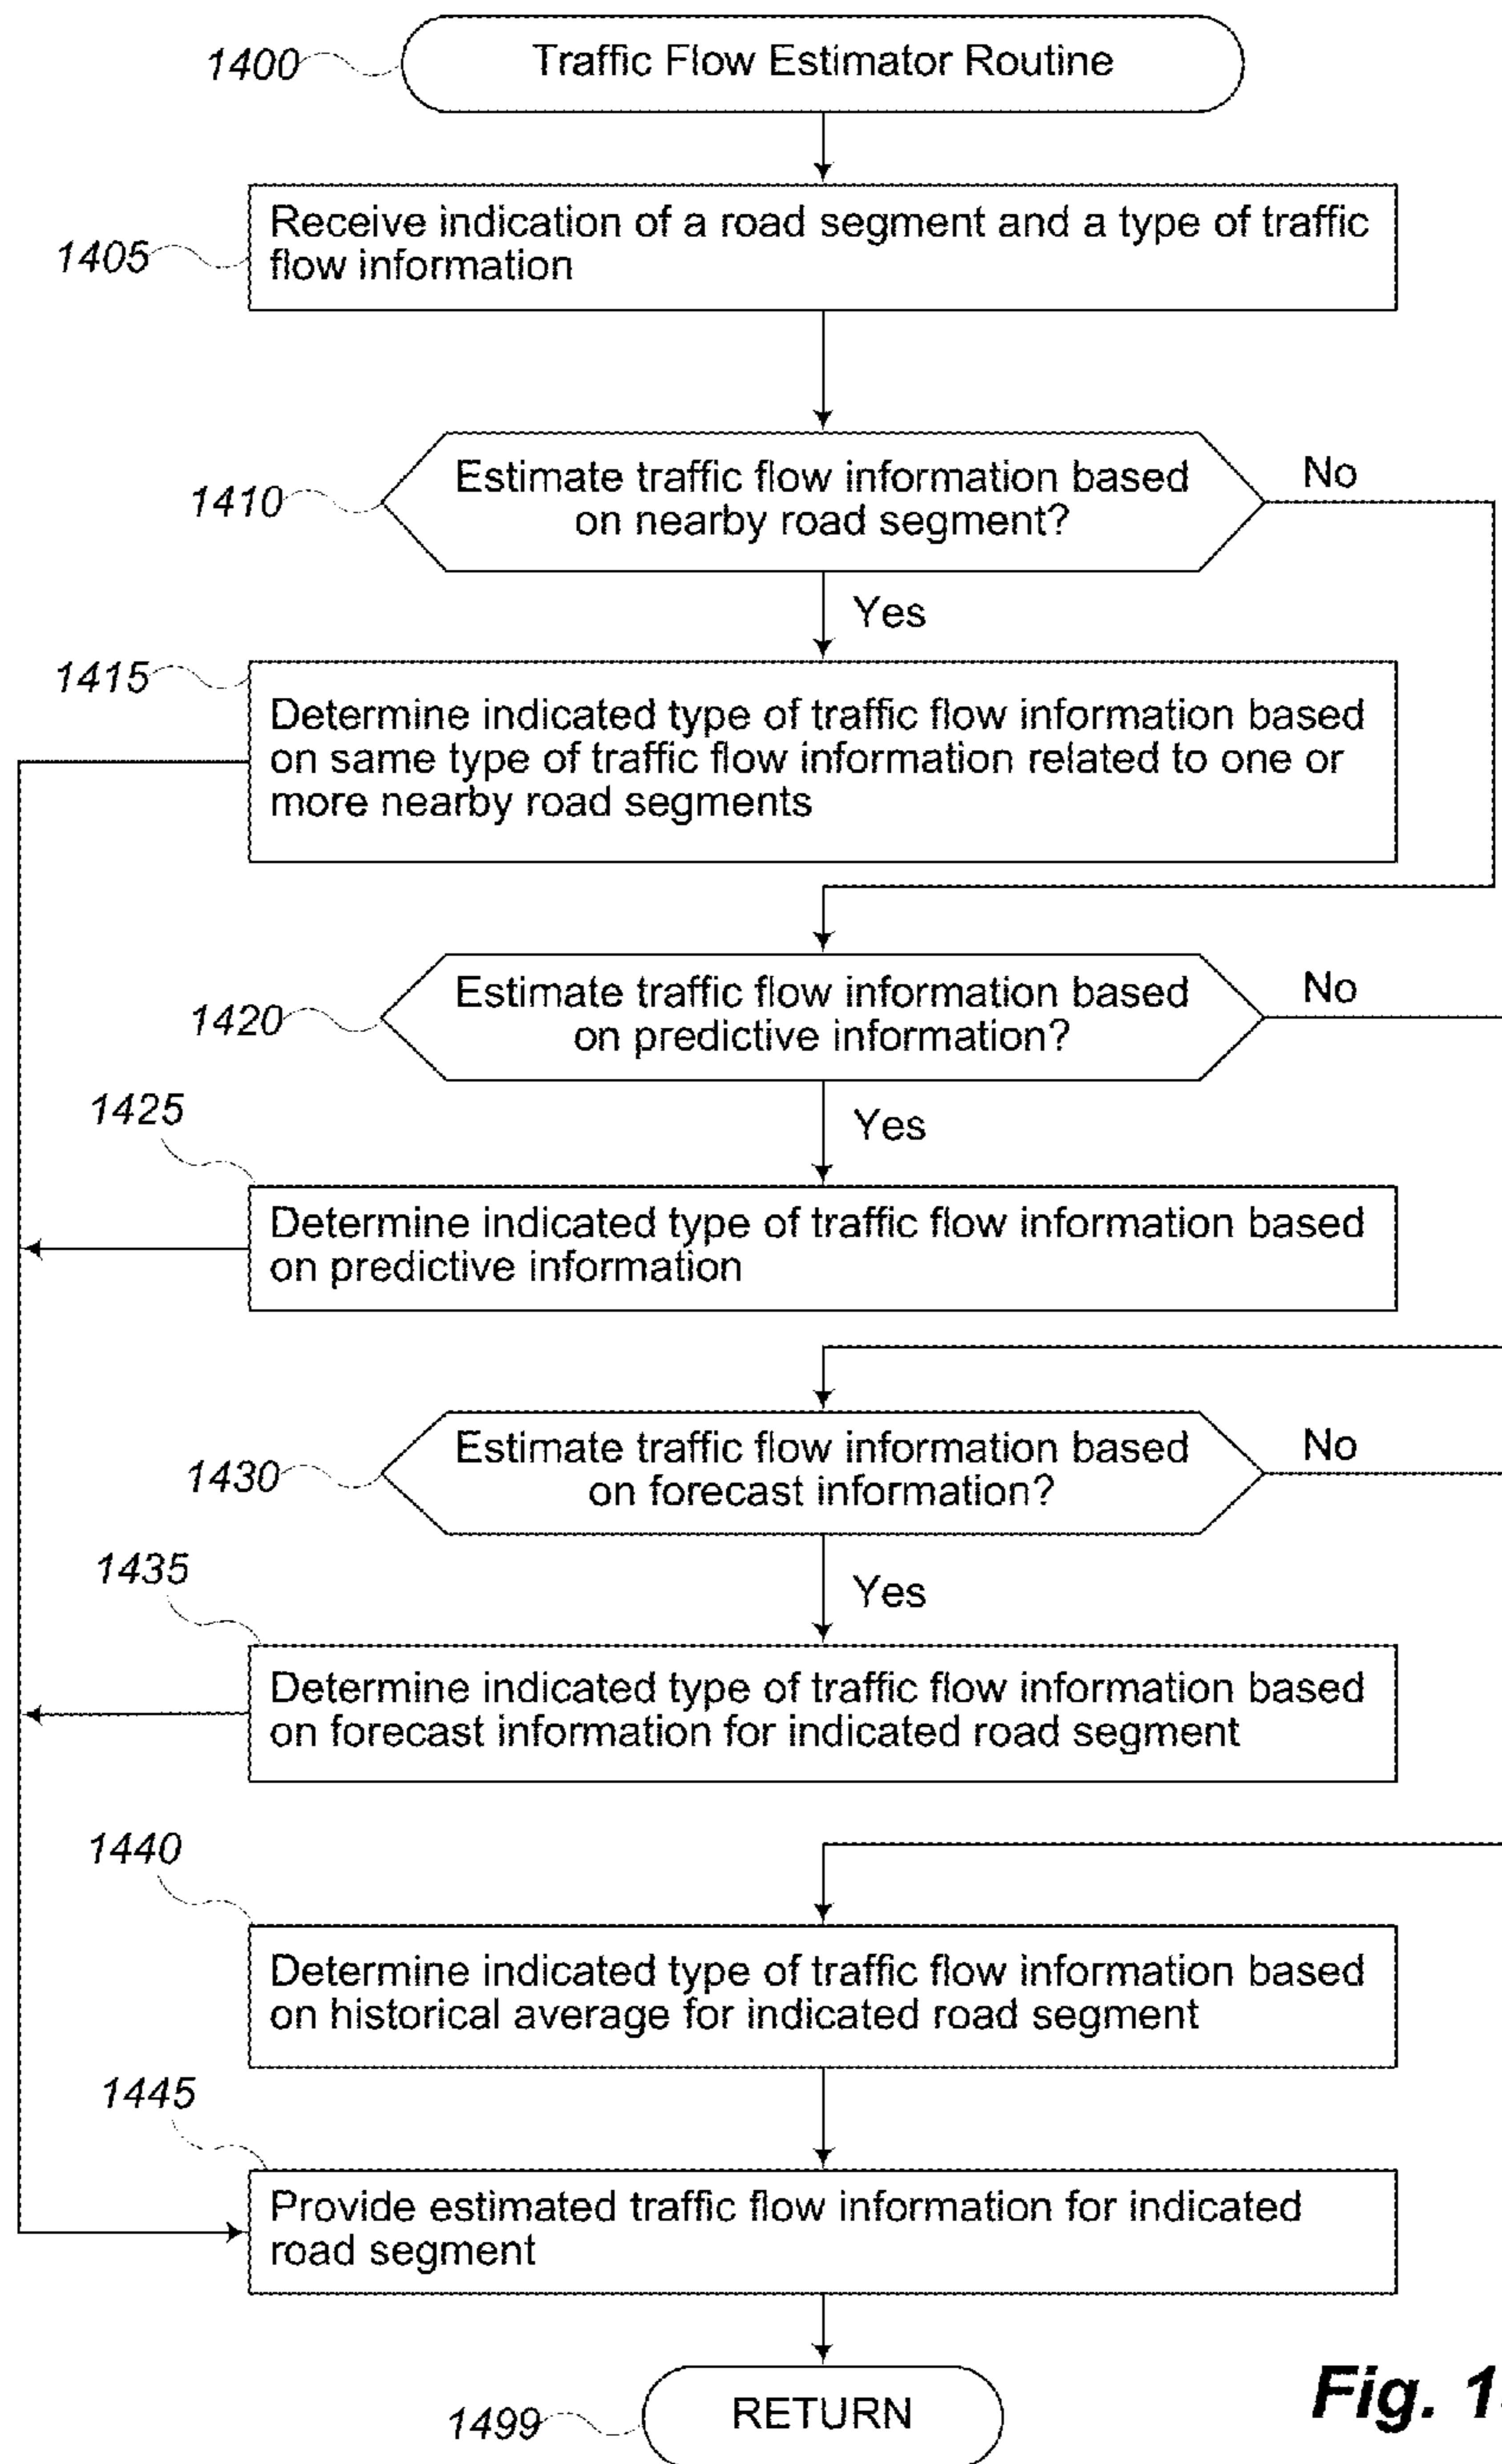 1400
Traffic Flow Estimator Routine
1405
Receive indication of a road segment and a type of traffic
flow information
1410
Estimate traffic flow information based
on nearby road segment?
No
Yes
1415
Determine indicated type of traffic flow information based
on same type of traffic flow information related to one or
more nearby road segments
1420
Estimate traffic flow information based
on predictive information?
No
Yes
1425
Determine indicated type of traffic flow information based
on predictive information
1430
Estimate traffic flow information based
on forecast information?
No
Yes
1435
Determine indicated type of traffic flow information based
on forecast information for indicated road segment
1440
Determine indicated type of traffic flow information based
on historical average for indicated road segment
1445
Provide estimated traffic flow information for indicated
road segment
1499
RETURN
Fig.